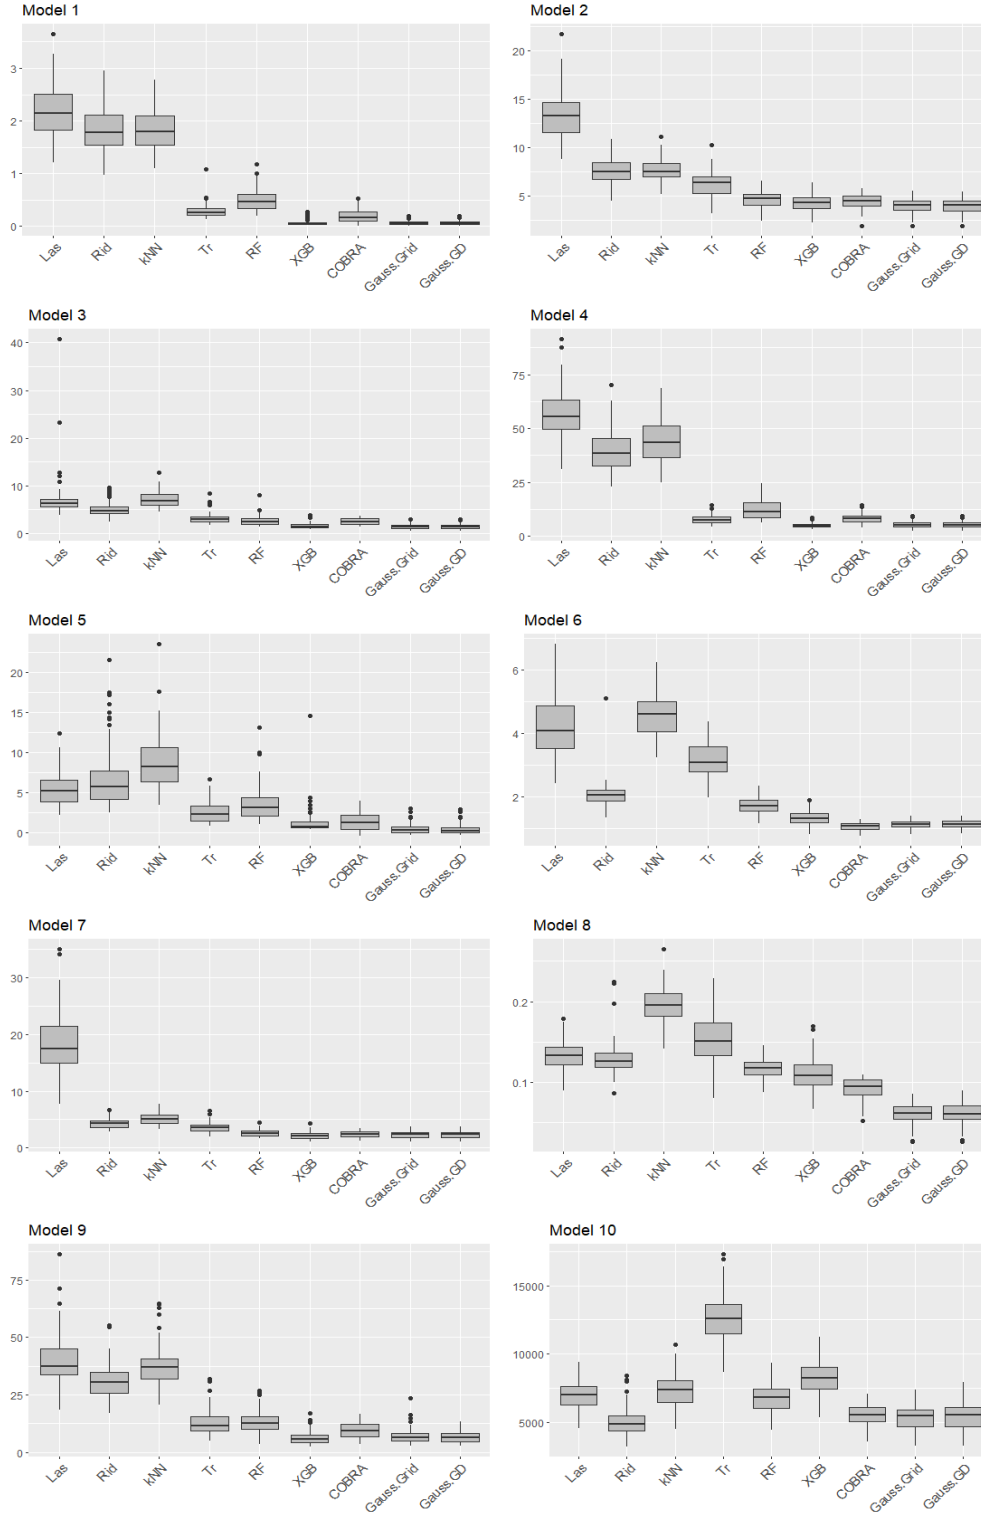 Model 1
3
2
1
0
Las Rid kNN Tr RF XGB COBRA Gauss.Grid Gauss.GD
Model 2
20
15
10
5
Las Rid kNN Tr RF XGB COBRA Gauss.Grid Gauss.GD
Model 3
40
30
20
10
0
Las Rid kNN Tr RF XGB COBRA Gauss.Grid Gauss.GD
Model 4
75
50
25
0
Las Rid kNN Tr RF XGB COBRA Gauss.Grid Gauss.GD
Model 5
20
15
10
5
0
Las Rid kNN Tr RF XGB COBRA Gauss.Grid Gauss.GD
Model 6
6
4
2
Las Rid kNN Tr RF XGB COBRA Gauss.Grid Gauss.GD
Model 7
30
20
10
0
Las Rid kNN Tr RF XGB COBRA Gauss.Grid Gauss.GD
Model 8
0.2
0.1
Las Rid kNN Tr RF XGB COBRA Gauss.Grid Gauss.GD
Model 9
75
50
25
0
Las Rid kNN Tr RF XGB COBRA Gauss.Grid Gauss.GD
Model 10
15000
10000
5000
Las Rid kNN Tr RF XGB COBRA Gauss.Grid Gauss.GD